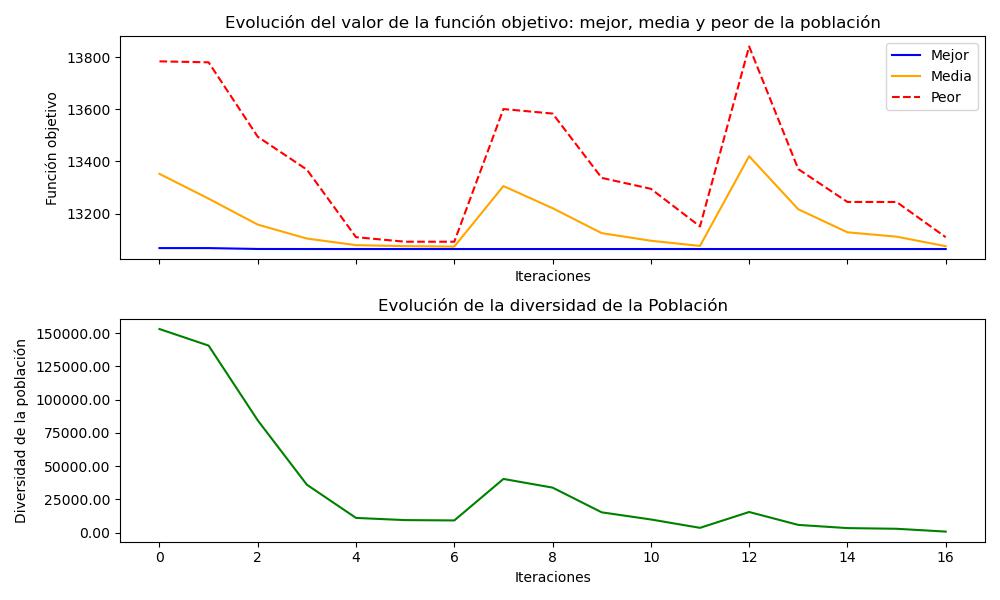 Evolución del valor de la función objetivo: mejor, media y peor de la población
Función objetivo
13800
13600
13400
13200
Mejor
Media
Peor
Iteraciones
Evolución de la diversidad de la Población
Diversidad de la población
150000.00
125000.00
100000.00
75000.00
50000.00
25000.00
0.00
0 2 4 6 8 10 12 14 16
Iteraciones